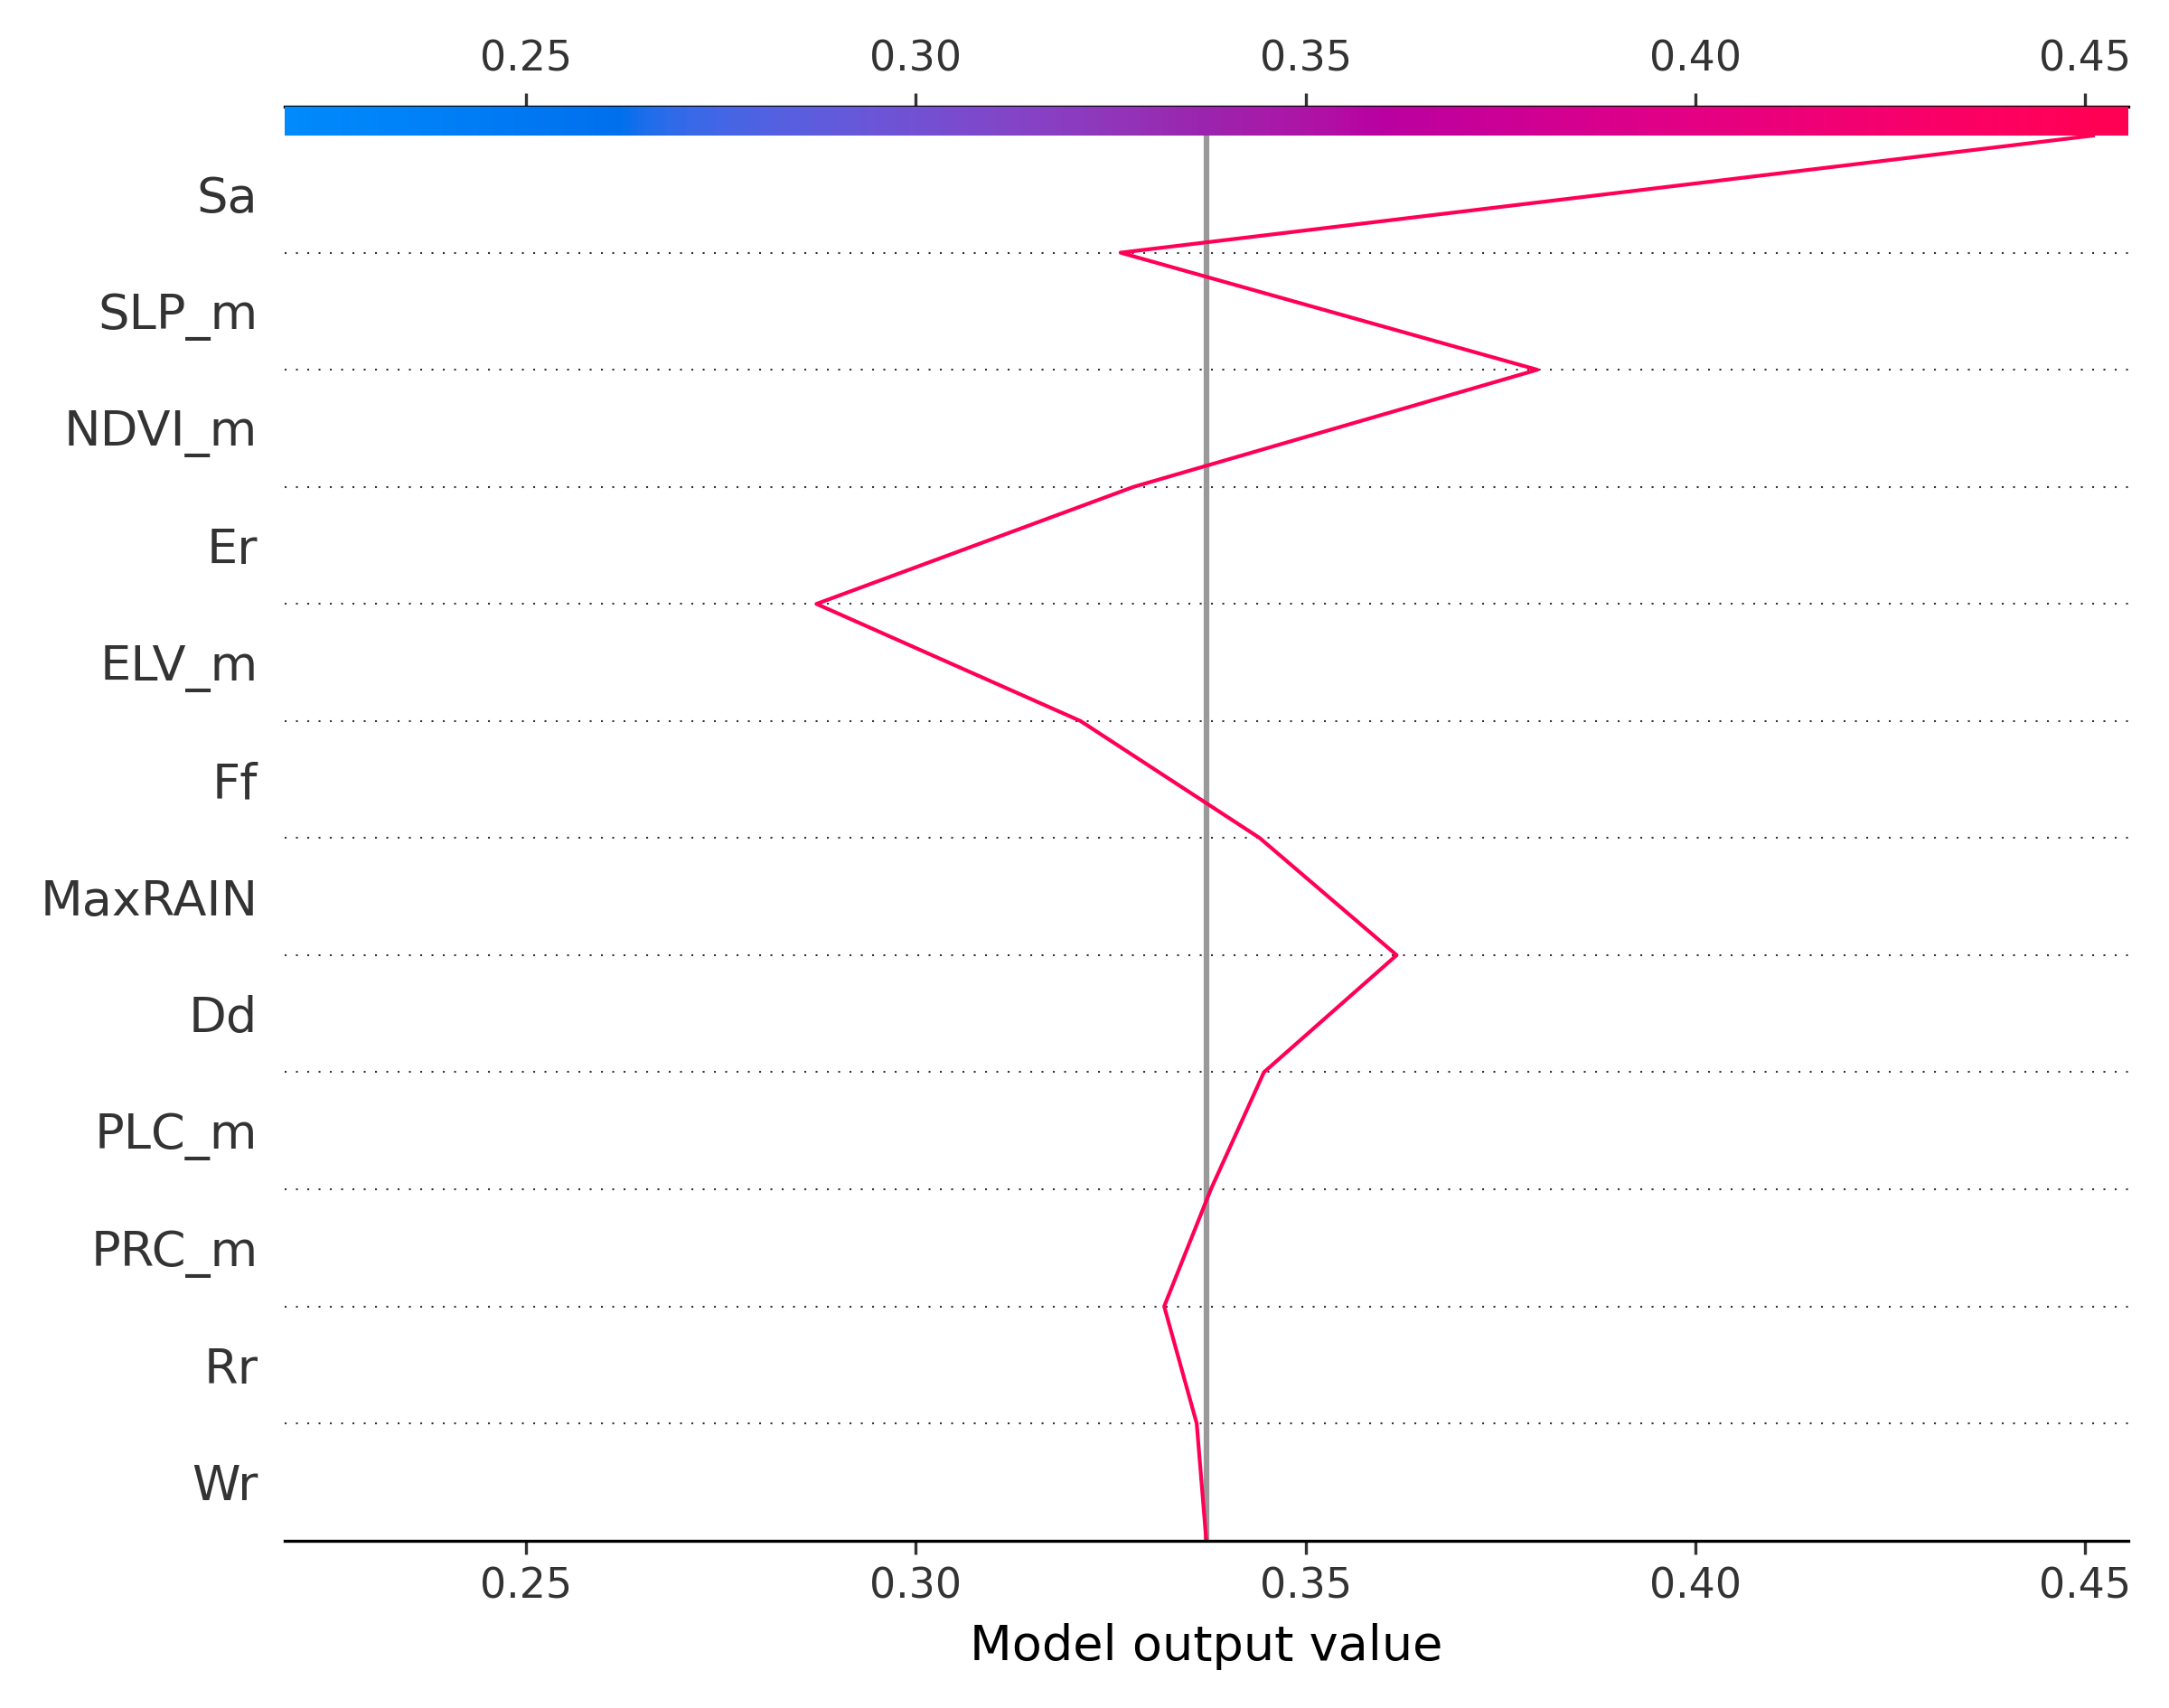 0.25 0.30 0.35 0.40 0.45
Sa
SLP_m
NDVI_m
Er
ELV_m
Ff
MaxRAIN
Dd
PLC_m
PRC_m
Rr
Wr
0.25 0.30 0.35 0.40 0.45
Model output value